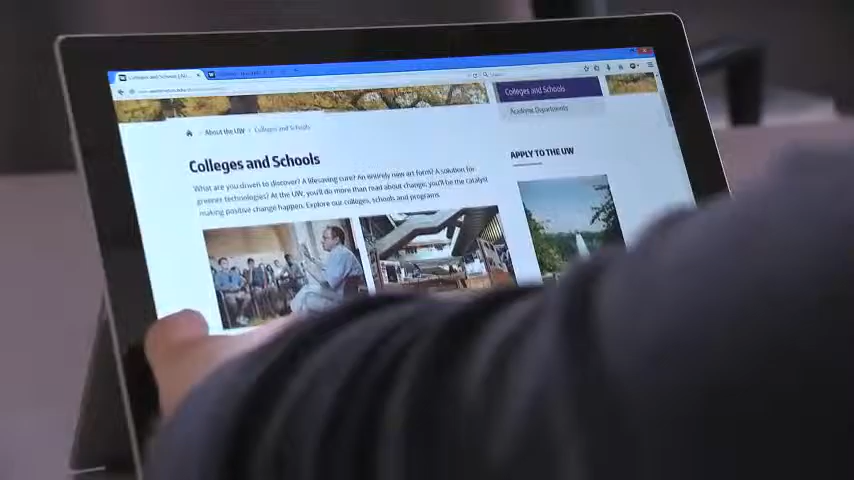 Colleges and Schools
Colleges and Schools
Academic Departments
About the UW
Colleges and Schools
Colleges and Schools
What are you driven to discover? A lifesaving cure? An entirely new art form? A solution for
greener technologies? At the UW, you'll do more than read about change, you'll be the catalyst
making positive change happen. Explore our colleges, schools and programs.
APPLY TO THE UW